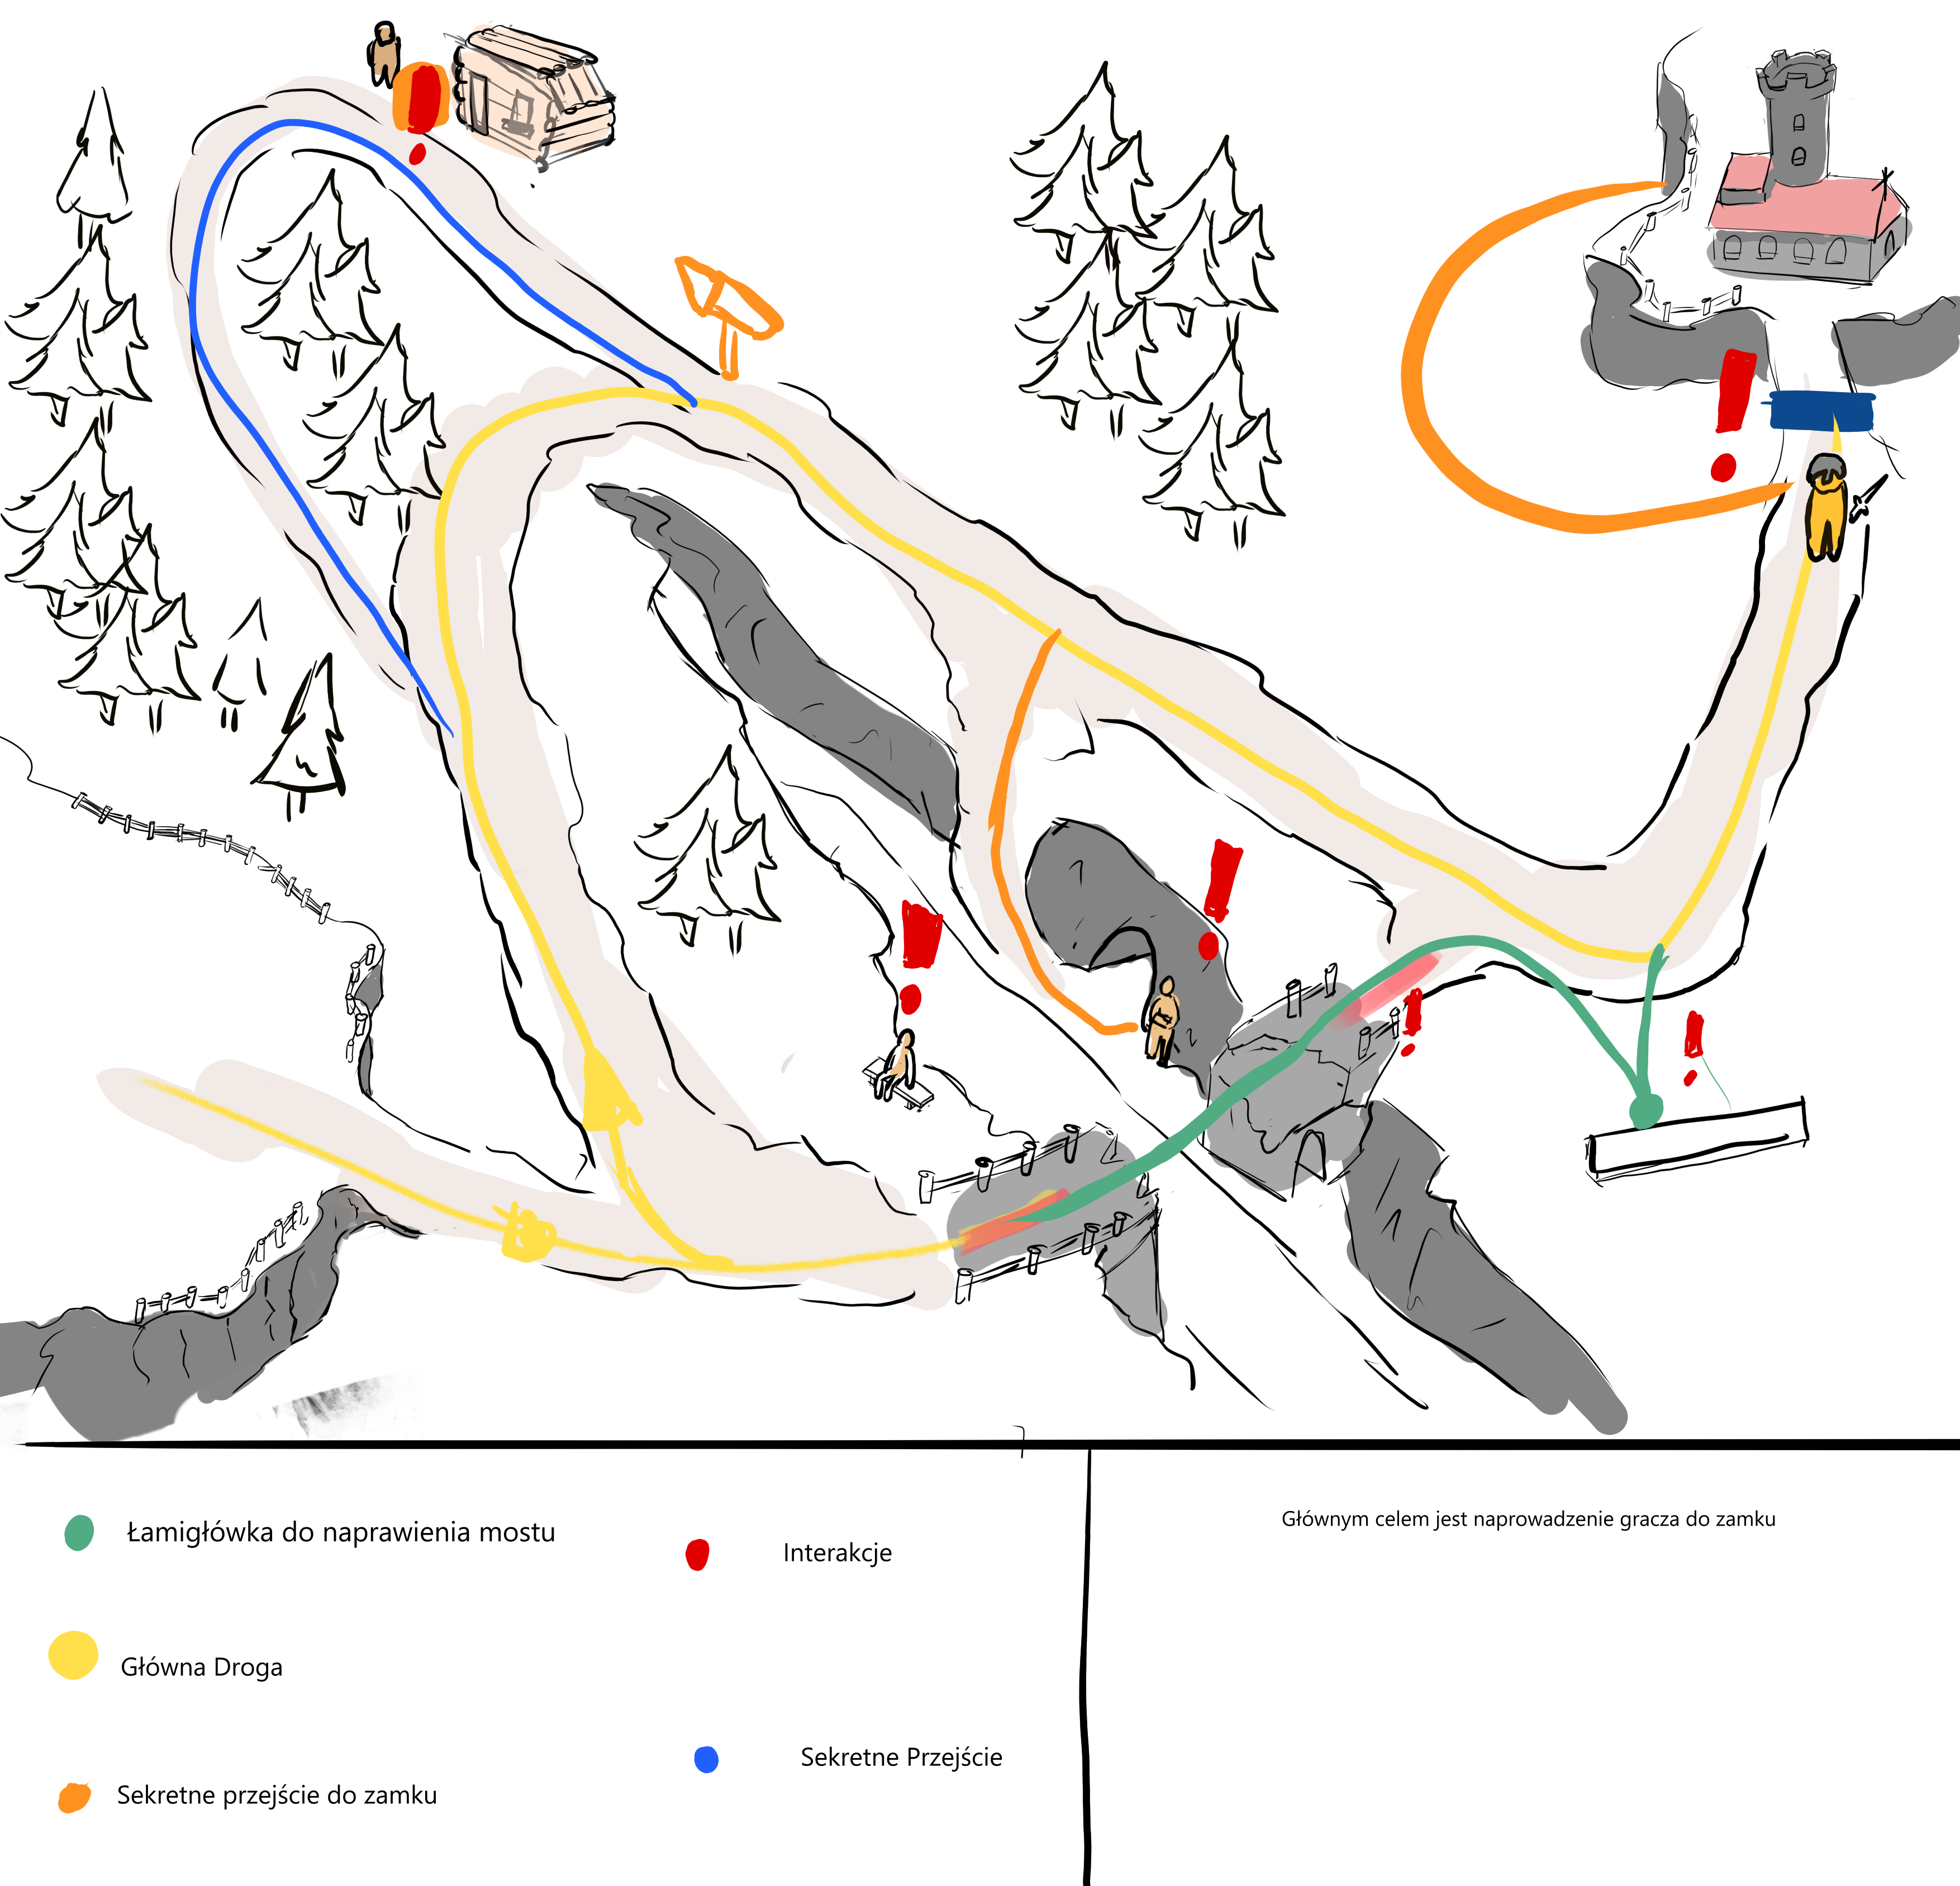 Łamigłówka do naprawienia mostu
Interakcje
Główna Droga
Sekretne Przejście
Sekretne przejście do zamku
Głównym celem jest naprowadzenie gracza do zamku